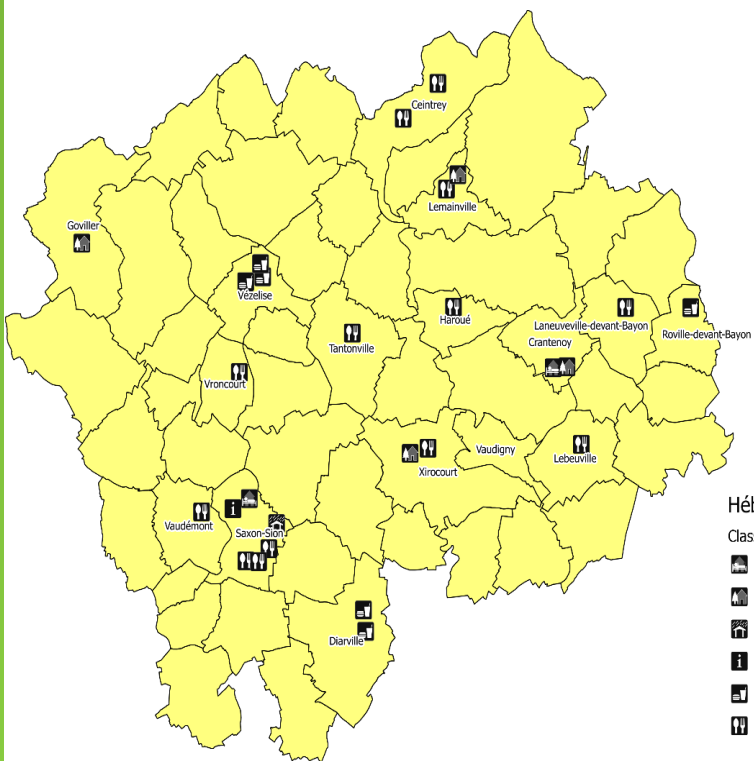 Ceintrey
Lemainville
Goviller
Vézelise
Haroué
Laneuveville-devant-Bayon
Crantenoy
Roville-devant-Bayon
Tantonville
Vroncourt
Vaudigny
Xirocourt
Lebeuville
Vaudémont
Saxon-Sion
Diarville
Héb
Clas
i
i